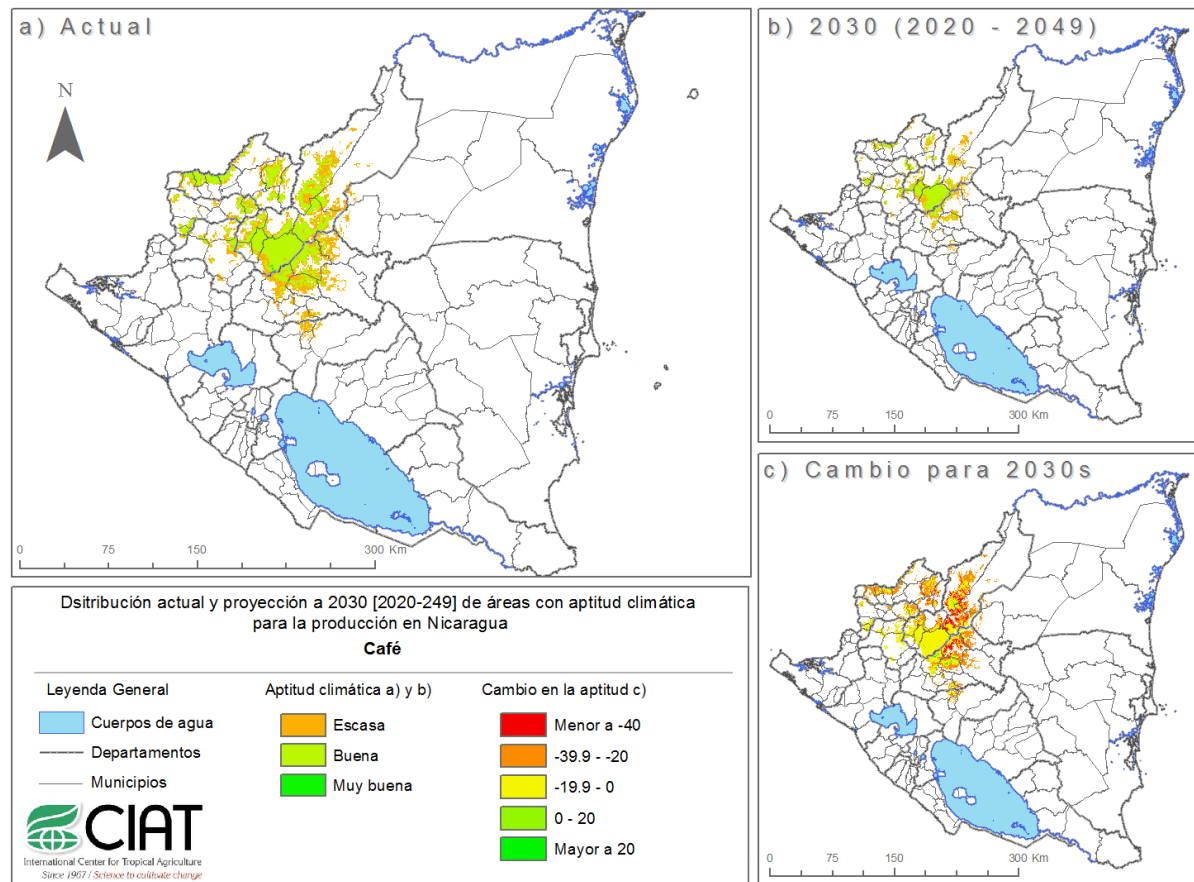 a) Actual
N
0 75 150 300 Km
b) 2030 (2020 - 2049)
0 75 150 300 Km
c) Cambio para 2030s
0 75 150 300 Km
Dsitribución actual y proyección a 2030 [2020-249] de áreas con aptitud climática
para la producción en Nicaragua
Café
Leyenda General
Cuerpos de agua
Departamentos
Municipios
Aptitud climática a) y b)
Escasa
Buena
Muy buena
Cambio en la aptitud c)
Menor a -40
-39.9 - -20
-19.9 - 0
0 - 20
Mayor a 20
CIAT
International Center for Tropical Agriculture
Since 1967 / Science to cultivate change